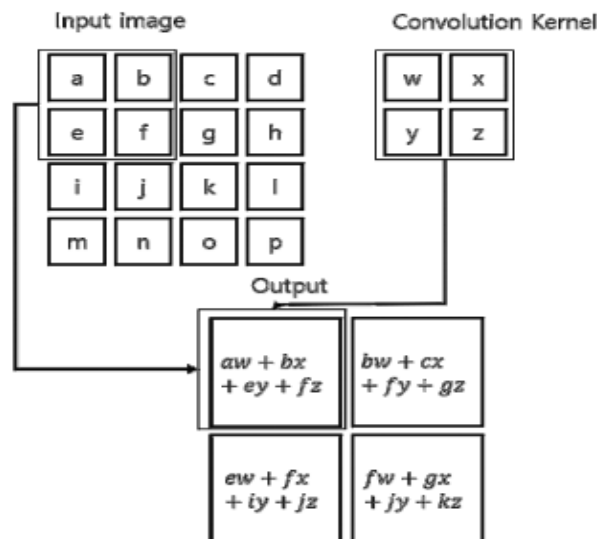 Input image
Convolution Kernel
a b c d
w x
e f g h
y z
i j k l
m n o p
Output
aw + bx
+ ey + fz
bw + cx
+ fy + gz
ew + fx
+ iy + jz
fw + gx
+ jy + kz